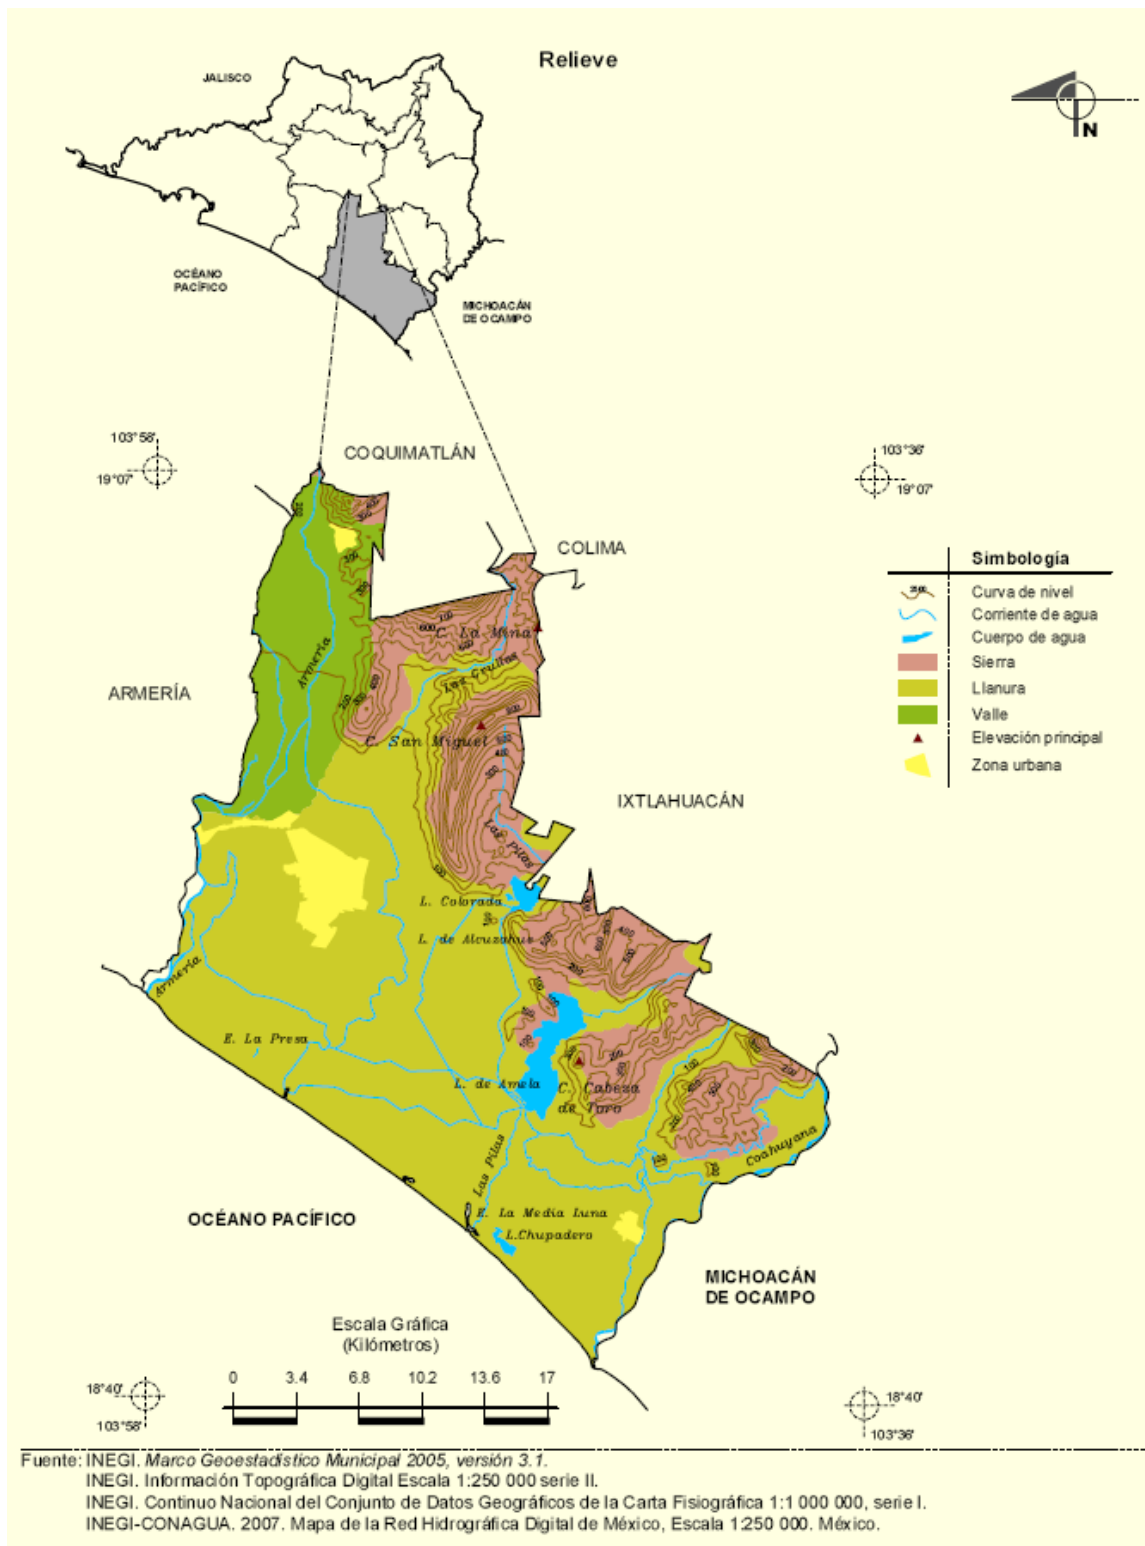 Relieve
JALISCO
N
OCÉANO
PACÍFICO
MICHOACÁN
DE OCAMPO
103°58'
19°07'
COQUIMATLÁN
103°36'
19°07'
COLIMA
ARMERÍA
IXTLAHUACÁN
Simbología
Curva de nivel
Corriente de agua
Cuerpo de agua
Sierra
Llanura
Valle
Elevación principal
Zona urbana
C. La Mina
Armería
C. San Miguel
Las Pilas
L. Colorada
L. de Alcuzahue
Armería
E. La Presa
L. de Amela
C. Cabeza
de Toro
Coahuyana
Las Pilas
E. La Media Luna
L.Chupadero
OCÉANO PACÍFICO
MICHOACÁN
DE OCAMPO
Escala Gráfica
(Kilómetros)
0 3.4 6.8 10.2 13.6 17
18°40'
103°58'
18°40'
103°36'
Fuente: INEGI. Marco Geoestadístico Municipal 2005, versión 3.1.
INEGI. Información Topográfica Digital Escala 1:250 000 serie II.
INEGI. Continuo Nacional del Conjunto de Datos Geográficos de la Carta Fisiográfica 1:1 000 000, serie I.
INEGI-CONAGUA. 2007. Mapa de la Red Hidrográfica Digital de México, Escala 1:250 000. México.